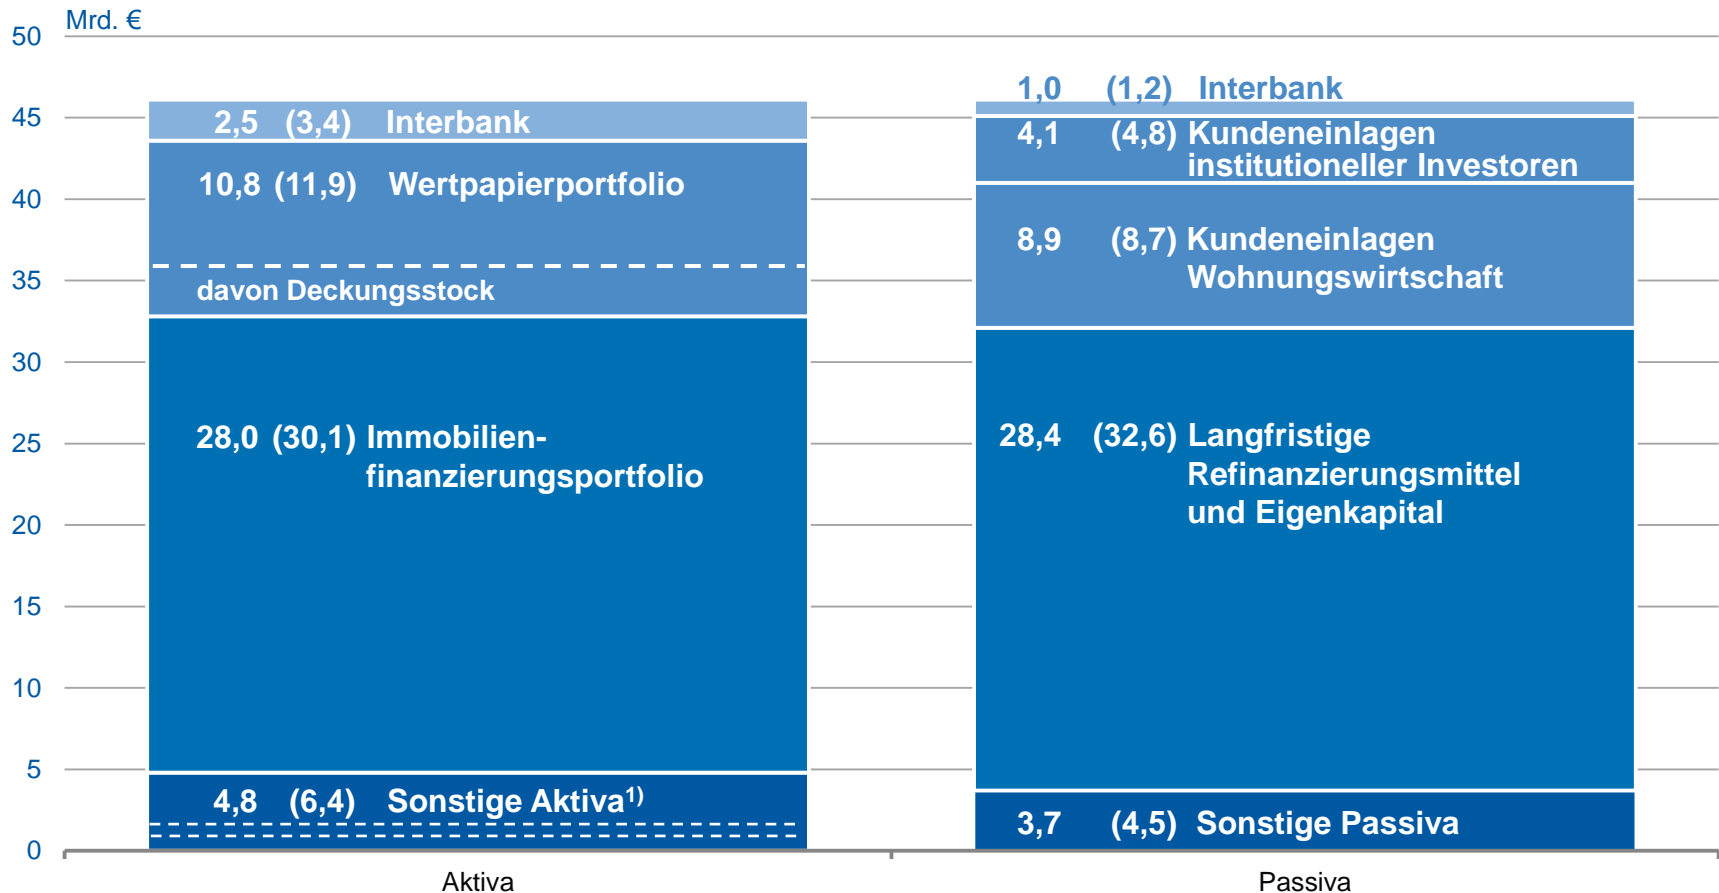 Mrd. €
50
45
40
35
30
25
20
15
10
5
0
2,5 (3,4) Interbank
10,8 (11,9) Wertpapierportfolio
davon Deckungsstock
28,0 (30,1) Immobilien-
finanzierungsportfolio
4,8 (6,4) Sonstige Aktiva¹⁾
Aktiva
1,0 (1,2) Interbank
4,1 (4,8) Kundeneinlagen
institutioneller Investoren
8,9 (8,7) Kundeneinlagen
Wohnungswirtschaft
28,4 (32,6) Langfristige
Refinanzierungsmittel
und Eigenkapital
3,7 (4,5) Sonstige Passiva
Passiva